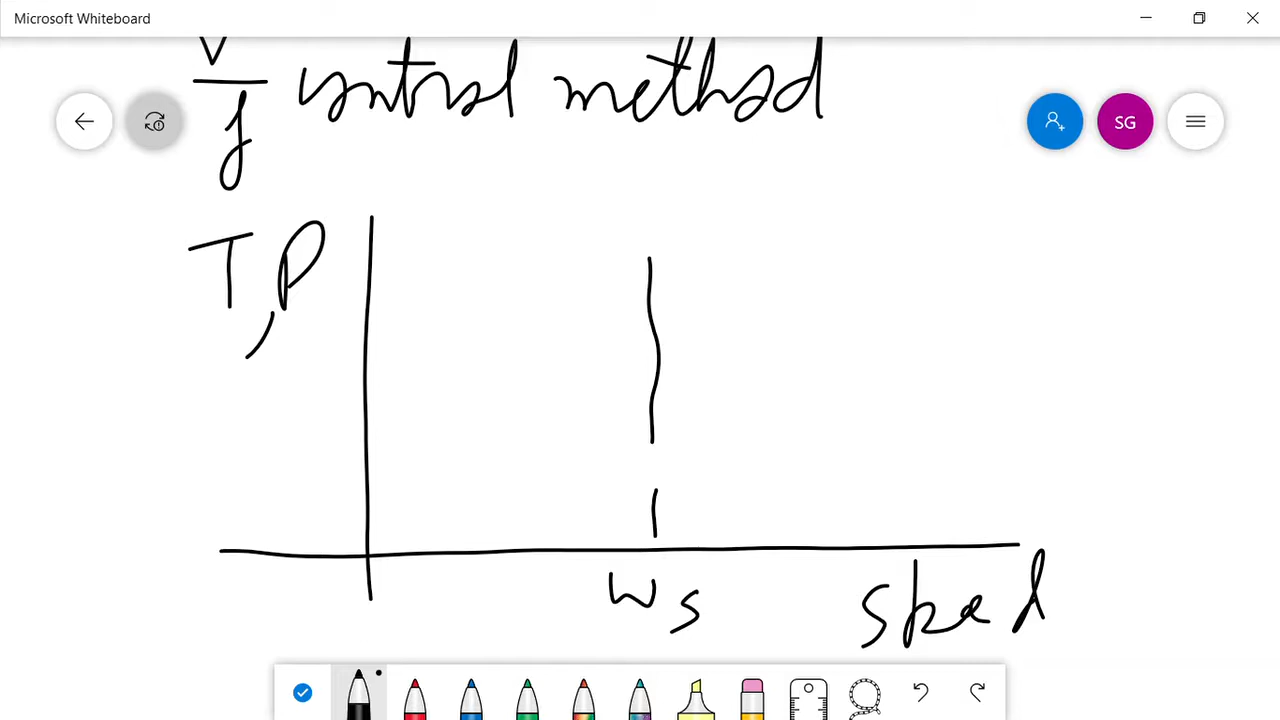 Microsoft Whiteboard
V/f control method
SG
T, P
ws
speed